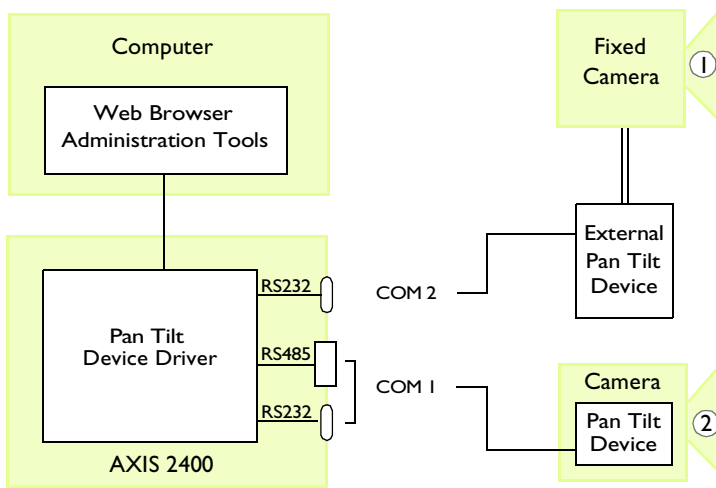 Computer
Web Browser
Administration Tools
Fixed
Camera
1
External
Pan Tilt
Device
RS232
COM 2
Pan Tilt
Device Driver
RS485
COM 1
RS232
AXIS 2400
Camera
Pan Tilt
Device
2